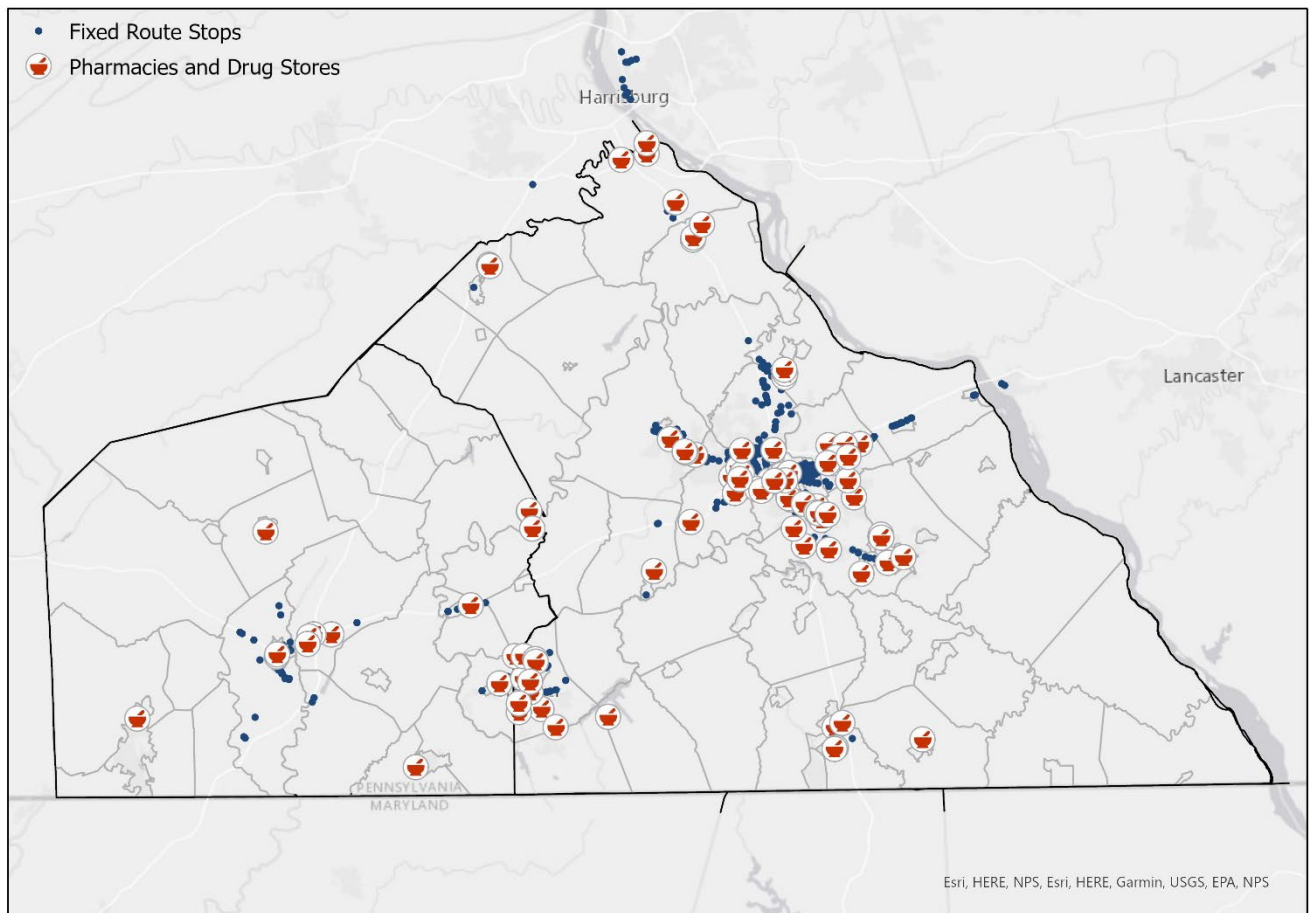 Fixed Route Stops
Pharmacies and Drug Stores
Harrisburg
Lancaster
PENNSYLVANIA
MARYLAND
Esri, HERE, NPS, Esri, HERE, Garmin, USGS, EPA, NPS